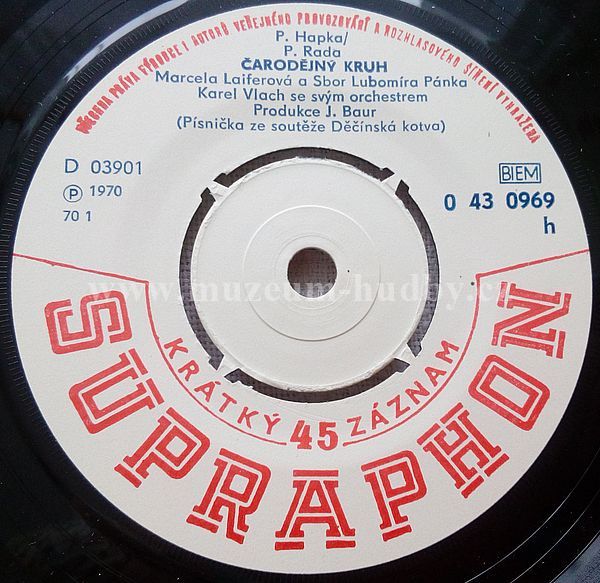 VŠECHNA PRÁVA VÝROBCE I AUTORŮ VEŘEJNÉHO PROVOZOVÁNÍ A ROZHLASOVÉHO ŠÍŘENÍ VYHRAZENA
P. Hapka/
P. Rada
ČARODĚJNÝ KRUH
Marcela Laiferová a Sbor Lubomíra Pánka
Karel Vlach se svým orchestrem
Produkce J. Baur
(Písnička ze soutěže Děčínská kotva)
D 03901
Ⓟ 1970
70 1
BIEM
0 43 0969
h
www.muzeum-hudby.cz
KRÁTKÝ 45 ZÁZNAM
SUPRAPHON